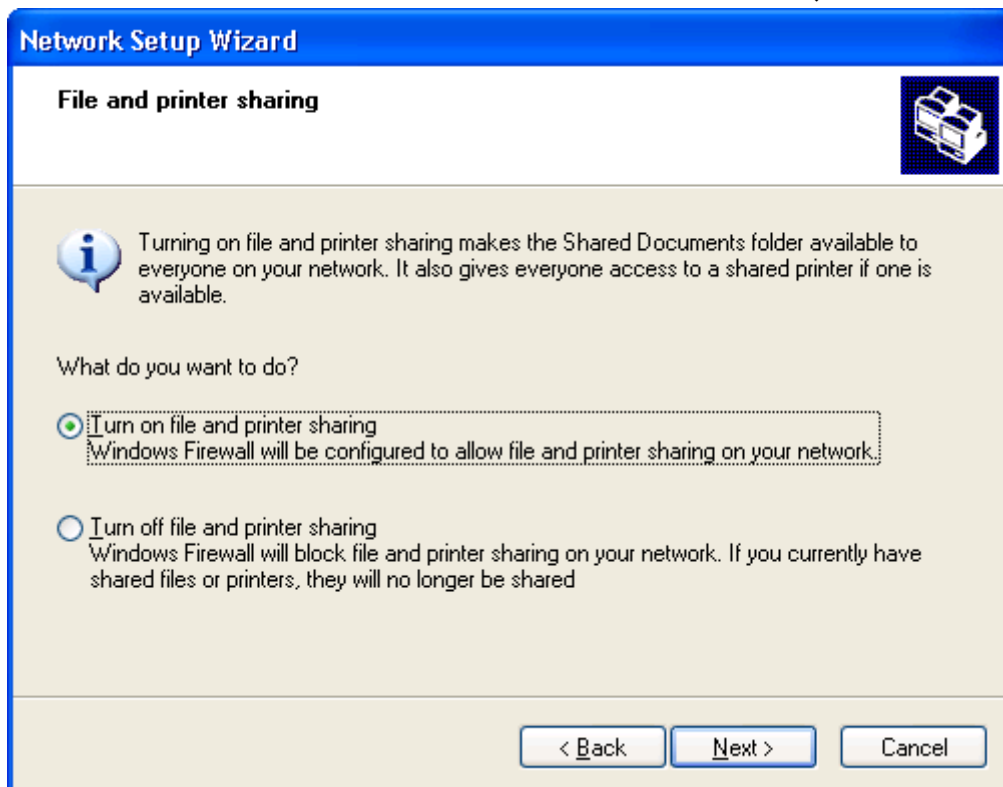 Network Setup Wizard
File and printer sharing
Turning on file and printer sharing makes the Shared Documents folder available to
everyone on your network. It also gives everyone access to a shared printer if one is
available.
What do you want to do?
Turn on file and printer sharing
Windows Firewall will be configured to allow file and printer sharing on your network.
Turn off file and printer sharing
Windows Firewall will block file and printer sharing on your network. If you currently have
shared files or printers, they will no longer be shared
< Back
Next >
Cancel